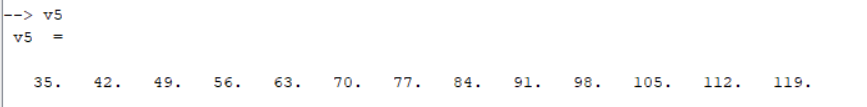 --> v5
v5  =
35.   42.   49.   56.   63.   70.   77.   84.   91.   98.   105.   112.   119.